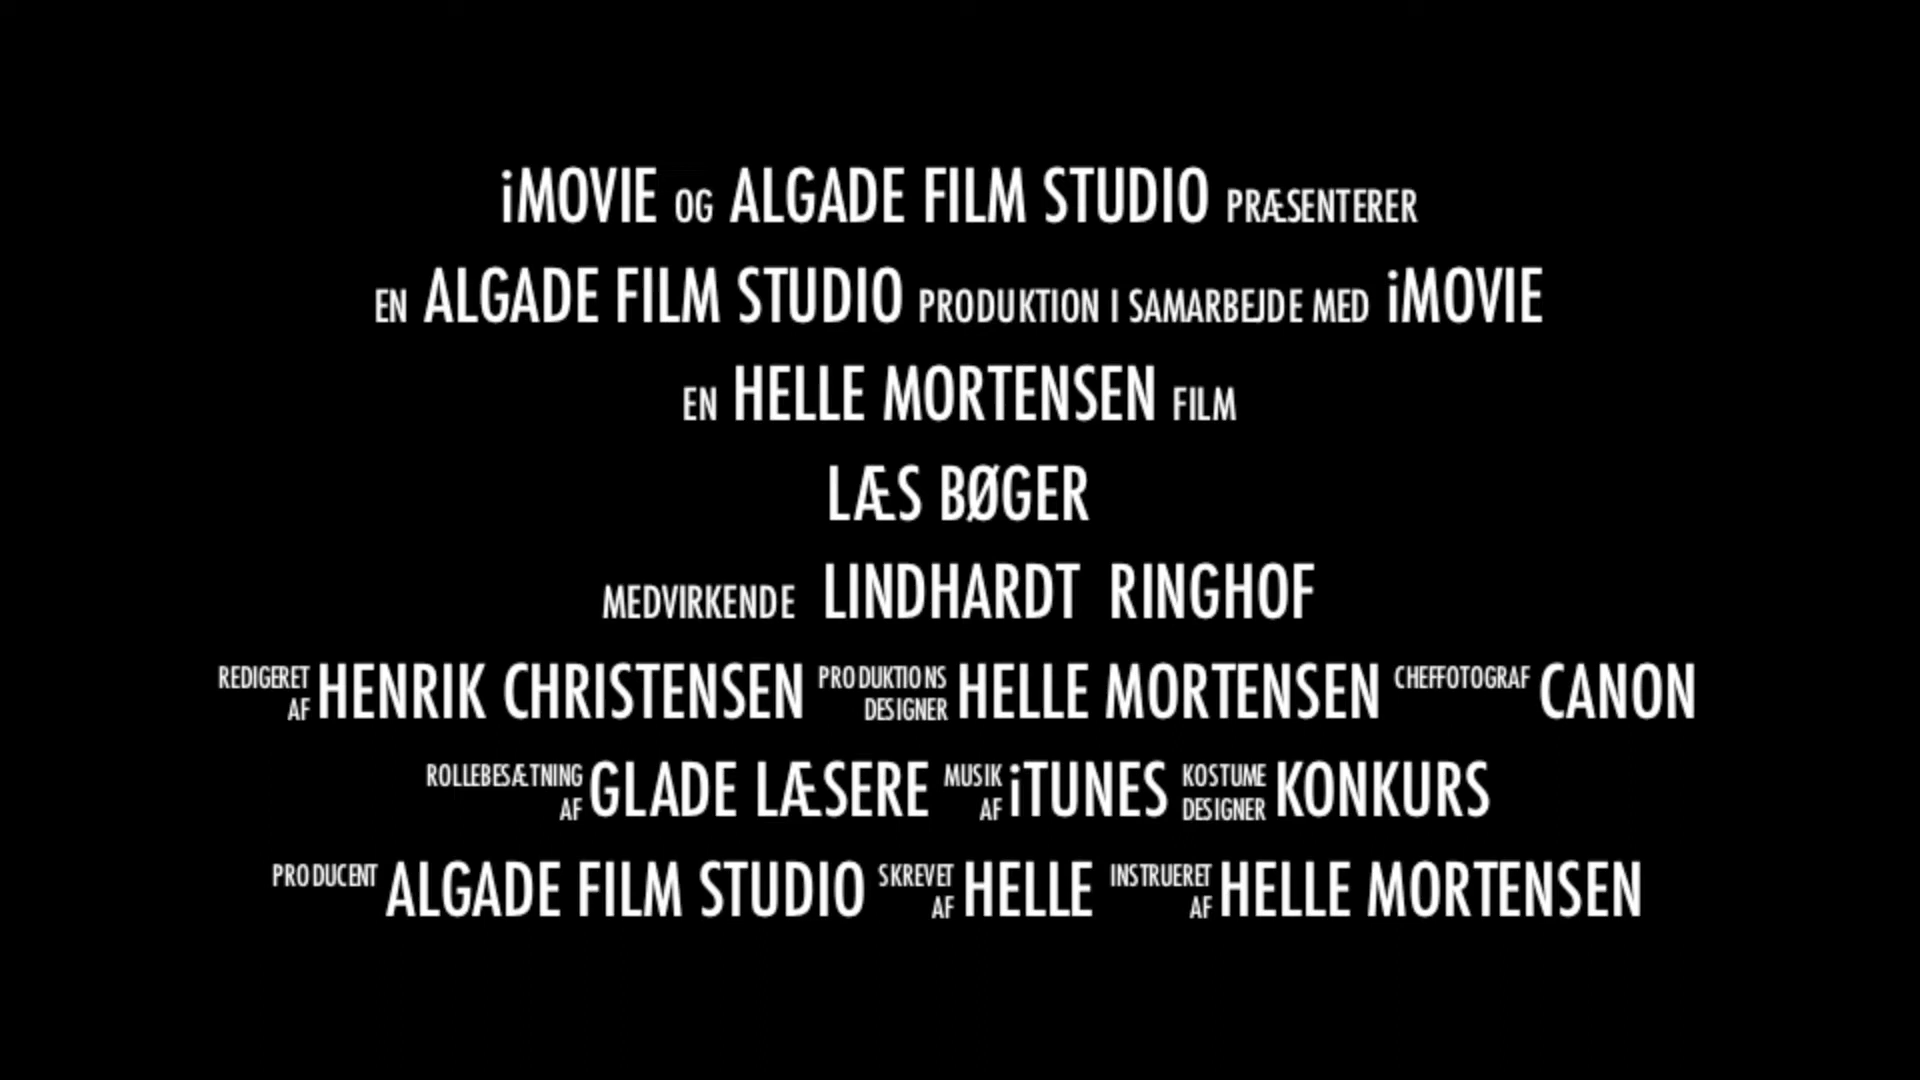 iMOVIE OG ALGADE FILM STUDIO PRÆSENTERER
EN ALGADE FILM STUDIO PRODUKTION I SAMARBEJDE MED iMOVIE
EN HELLE MORTENSEN FILM
LÆS BØGER
MEDVIRKENDE LINDHARDT RINGHOF
REDIGERET AF HENRIK CHRISTENSEN PRODUKTIONS DESIGNER HELLE MORTENSEN CHEFFOTOGRAF CANON
ROLLEBESÆTNING AF GLADE LÆSERE MUSIK AF iTUNES KOSTUME DESIGNER KONKURS
PRODUCENT ALGADE FILM STUDIO SKREVET AF HELLE INSTRUERET AF HELLE MORTENSEN